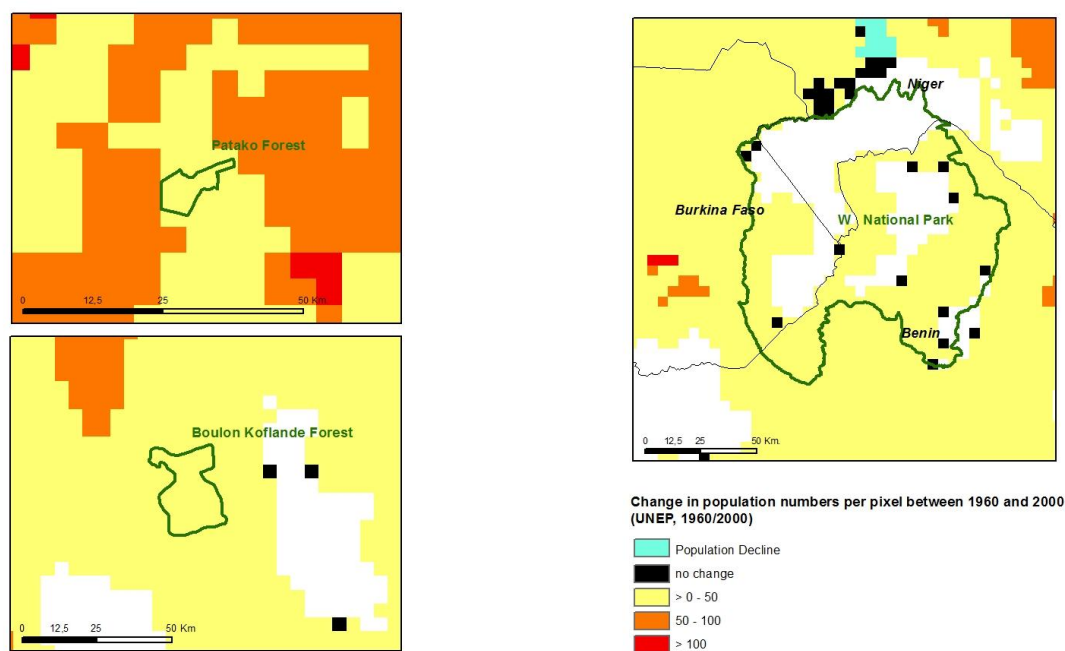 Patako Forest
0 12,5 25 50 Km.
Boulon Koflande Forest
0 12,5 25 50 Km
Niger
Burkina Faso
W National Park
Benin
0 12,5 25 50 Km.
Change in population numbers per pixel between 1960 and 2000
(UNEP, 1960/2000)
Population Decline
no change
> 0 - 50
50 - 100
> 100